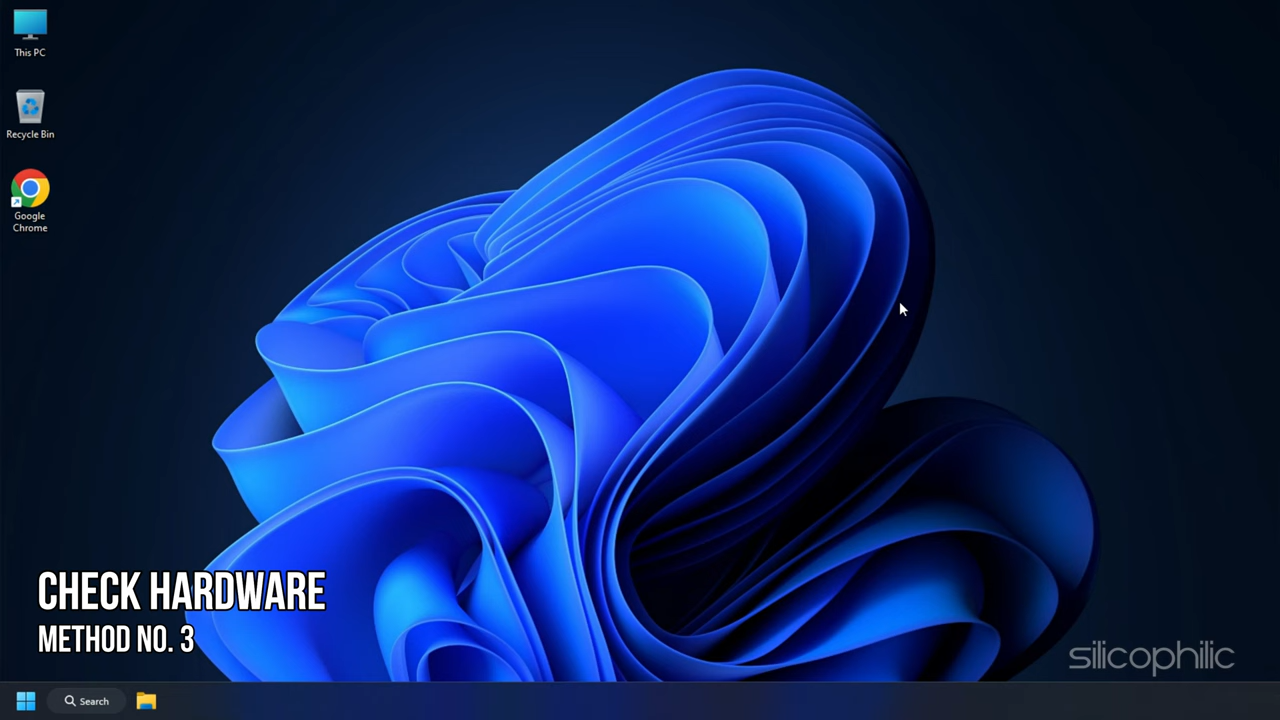 This PC
Recycle Bin
Google
Chrome
CHECK HARDWARE
METHOD NO. 3
silicophilic
Search